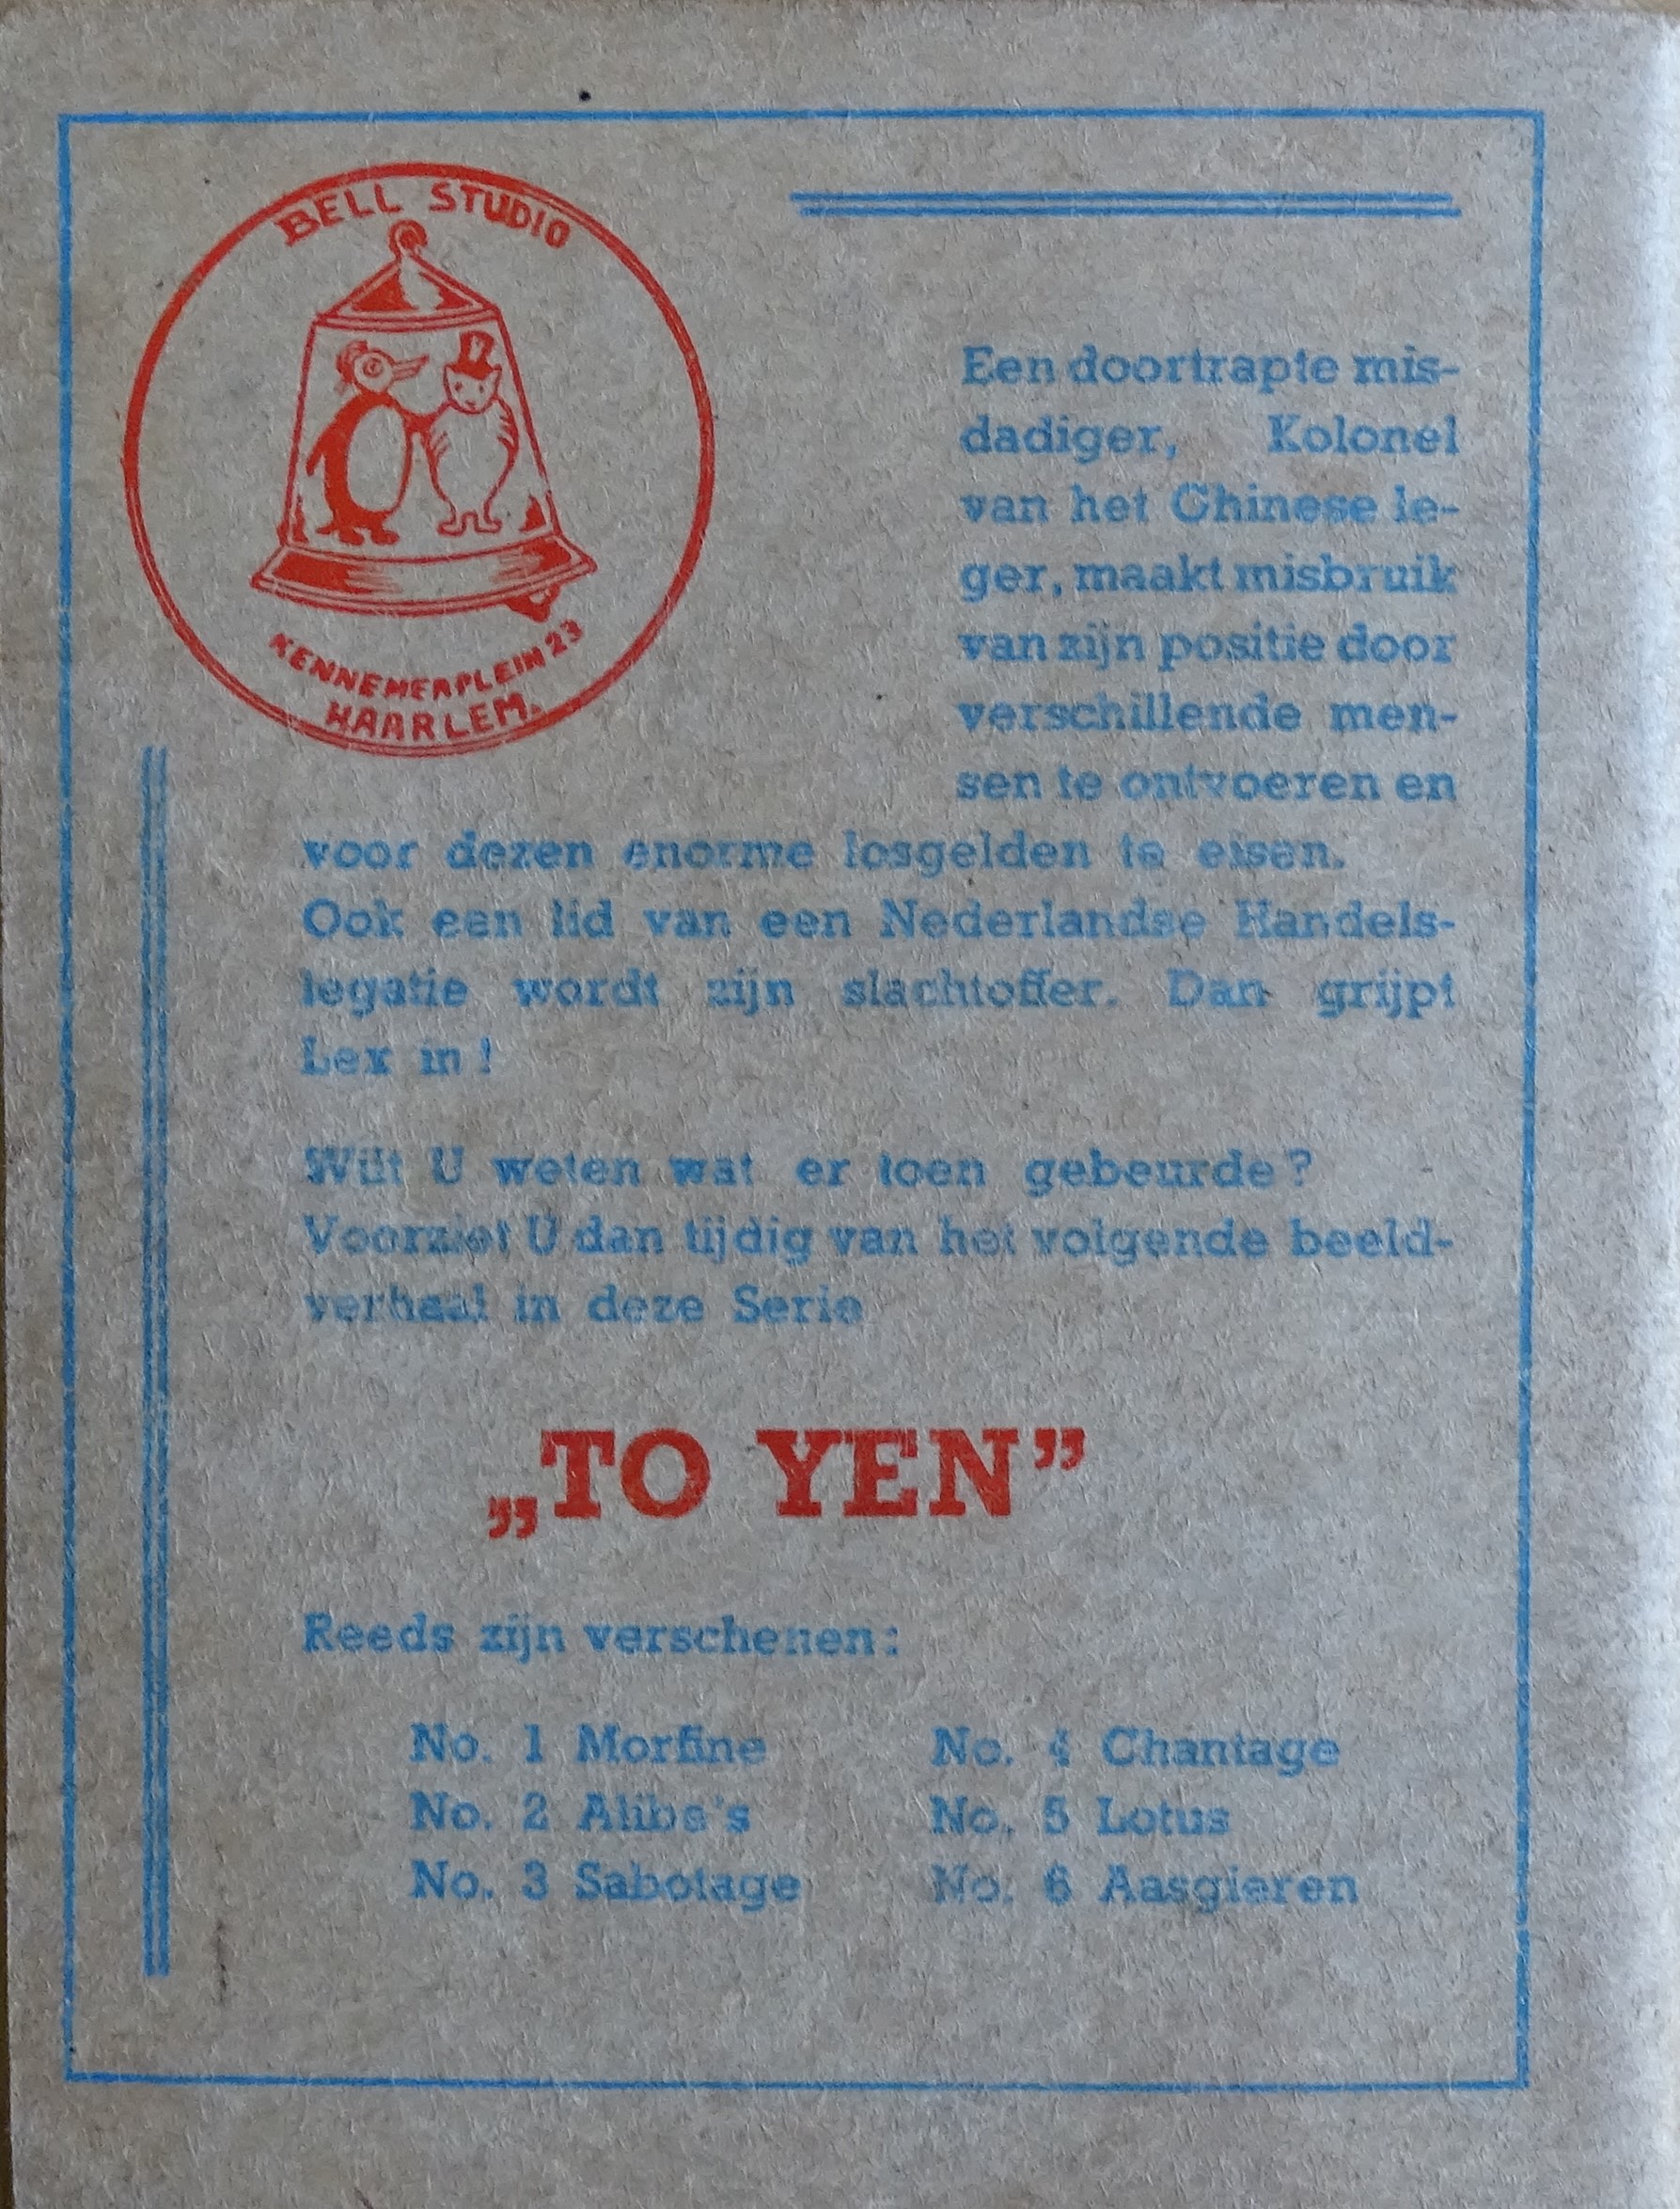 BELL STUDIO
KENNEMERPLEIN 23
HAARLEM.
Een doortrapte mis-
dadiger, Kolonel
van het Chinese le-
ger, maakt misbruik
van zijn positie door
verschillende men-
sen te ontvoeren en
voor dezen enorme losgelden te eisen.
Ook een lid van een Nederlandse Handels-
legatie wordt zijn slachtoffer. Dan grijpt
Lex in!
Wilt U weten wat er toen gebeurde?
Voorziet U dan tijdig van het volgende beeld-
verhaal in deze Serie
„TO YEN”
Reeds zijn verschenen:
No. 1 Morfine No. 4 Chantage
No. 2 Aliba's No. 5 Lotus
No. 3 Sabotage No. 6 Aasgieren